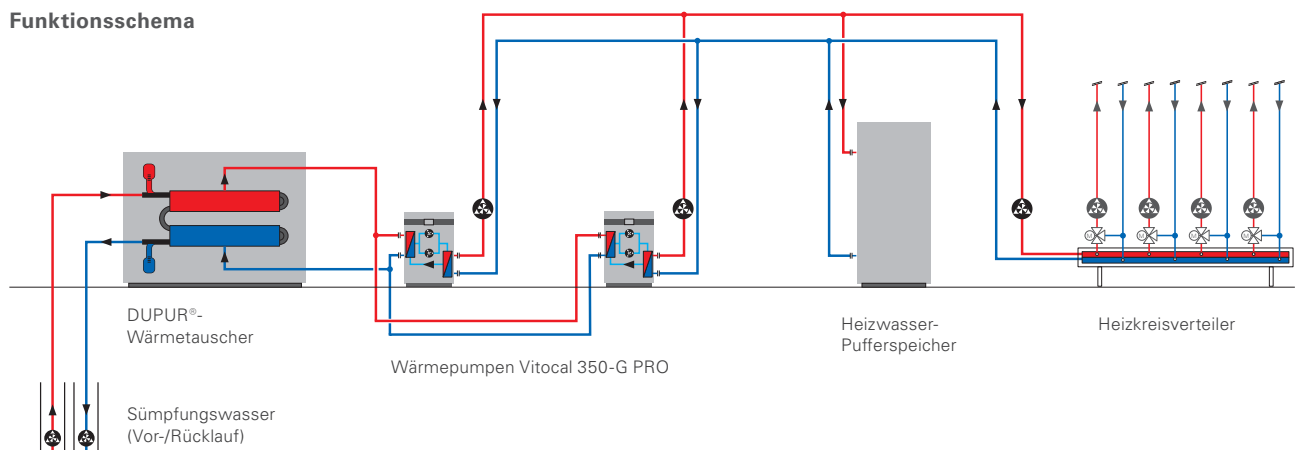 Funktionsschema
DUPUR®-
Wärmetauscher
Wärmepumpen Vitocal 350-G PRO
Heizwasser-
Pufferspeicher
Heizkreisverteiler
Sümpfungswasser
(Vor-/Rücklauf)
M
M
M
M